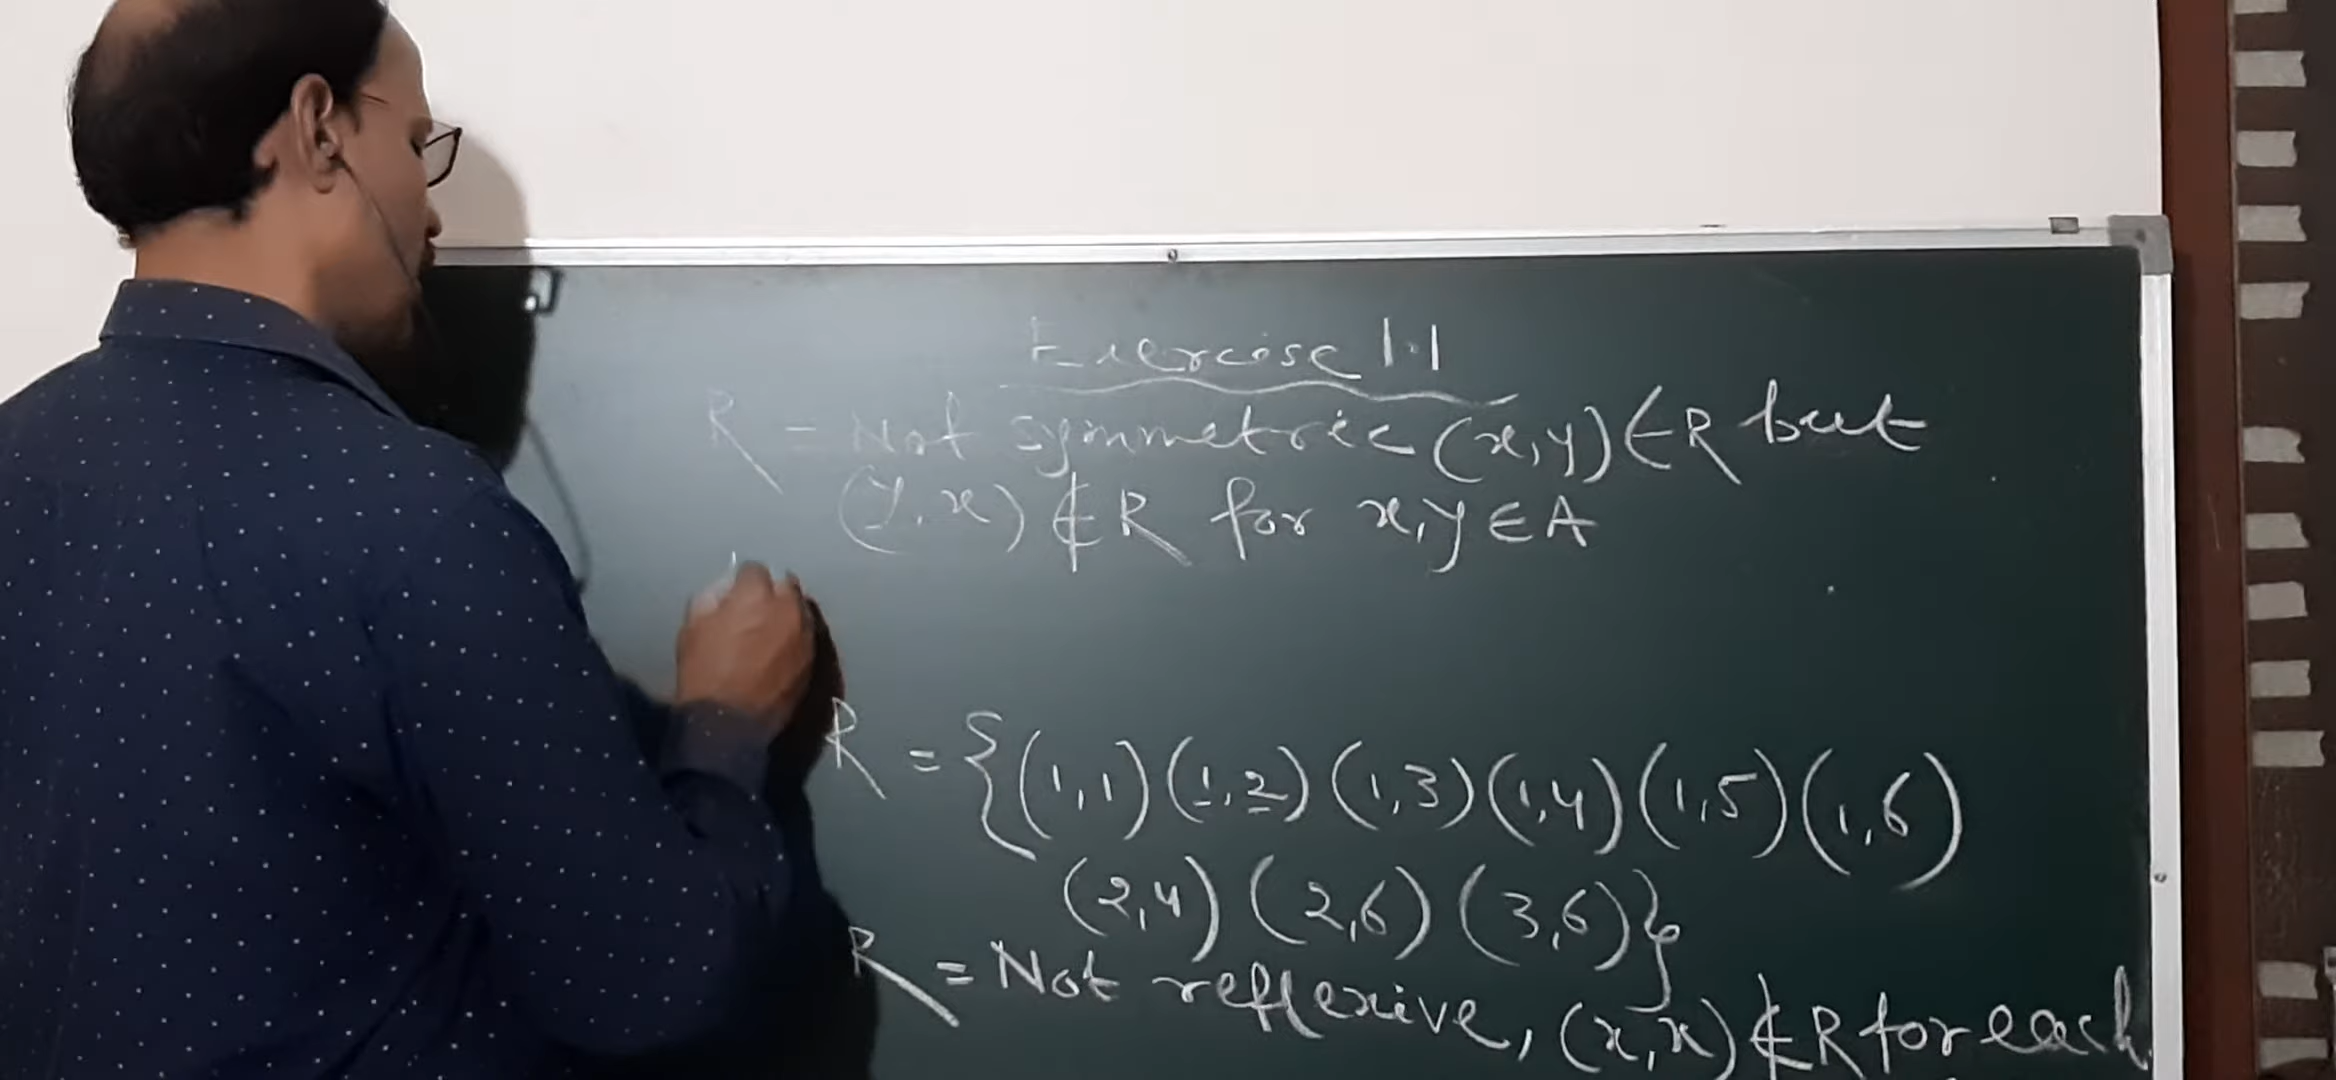 Exercise 1.1
R = Not symmetric (x,y) ∈ R but
(y,x) ∉ R for x,y ∈ A
R = {(1,1) (1,2) (1,3) (1,4) (1,5) (1,6)
(2,4) (2,6) (3,6)}
R = Not reflexive, (x,x) ∉ R for each